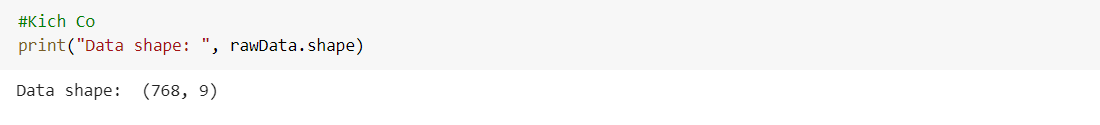 #Kich Co
print("Data shape: ", rawData.shape)
Data shape:  (768, 9)